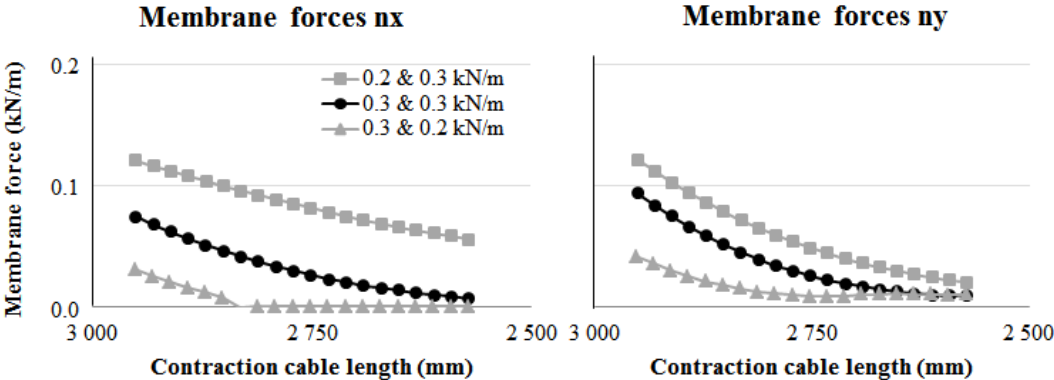 Membrane forces nx
Membrane forces ny
Membrane force (kN/m)
0.2
0.1
0.0
0.2 & 0.3 kN/m
0.3 & 0.3 kN/m
0.3 & 0.2 kN/m
3 000
2 750
2 500
3 000
2 750
2 500
Contraction cable length (mm)
Contraction cable length (mm)